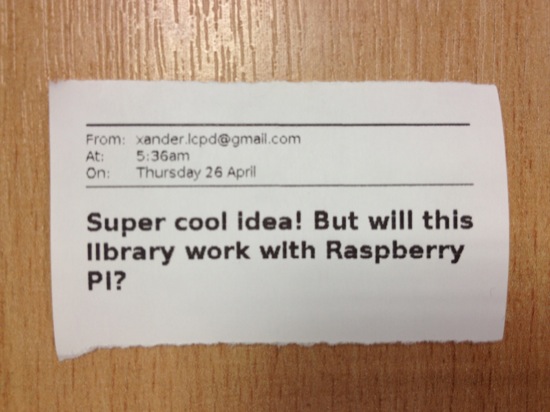 From: xander.lcpd@gmail.com
At: 5:36am
On: Thursday 26 April
Super cool idea! But will this
library work with Raspberry
Pi?